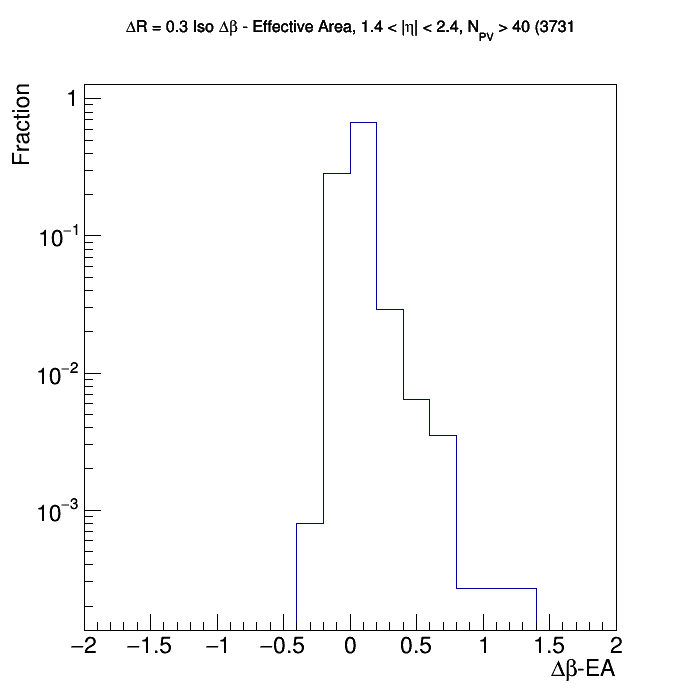 ΔR = 0.3 Iso Δβ - Effective Area, 1.4 < |η| < 2.4, N_PV > 40 (3731
Fraction
1
10⁻¹
10⁻²
10⁻³
−2 −1.5 −1 −0.5 0 0.5 1 1.5 2
Δβ-EA